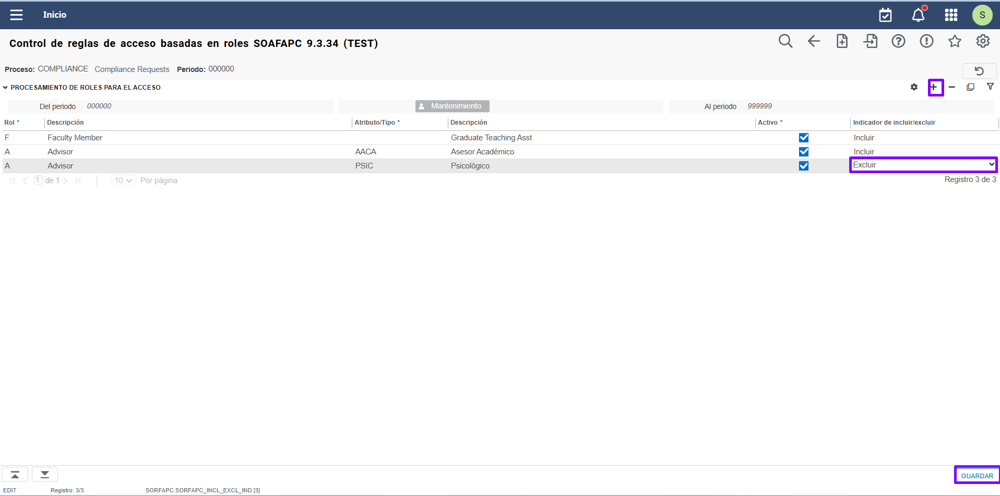 Inicio
S
Control de reglas de acceso basadas en roles SOAFAPC 9.3.34 (TEST)
Proceso: COMPLIANCE Compliance Requests Periodo: 000000
PROCESAMIENTO DE ROLES PARA EL ACCESO
Del periodo 000000 Mantenimiento Al periodo 999999
Rol * Descripción Atributo/Tipo * Descripción Activo * Indicador de incluir/excluir
F Faculty Member Graduate Teaching Asst Incluir
A Advisor AACA Asesor Académico Incluir
A Advisor PSIC Psicológico Excluir
1 de 1 10 Por página Registro 3 de 3
GUARDAR
EDIT Registro: 3/3 SORFAPC.SORFAPC_INCL_EXCL_IND [3]